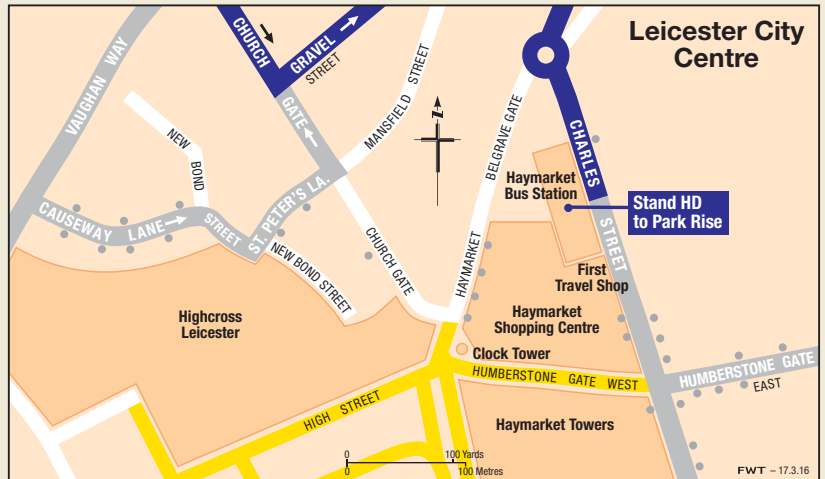 Leicester City
Centre
VAUGHAN WAY
CHURCH
GATE
GRAVEL
STREET
MANSFIELD STREET
BELGRAVE GATE
CHARLES
STREET
NEW
BOND
STREET
CAUSEWAY LANE
ST. PETER'S LA.
NEW BOND STREET
CHURCH GATE
HAYMARKET
N
Haymarket
Bus Station
Stand HD
to Park Rise
First
Travel Shop
Haymarket
Shopping Centre
Highcross
Leicester
Clock Tower
HUMBERSTONE GATE WEST
HUMBERSTONE GATE
EAST
HIGH STREET
Haymarket Towers
0 100 Yards
0 100 Metres
FWT – 17.3.16